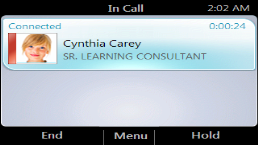 In Call 2:02 AM
Connected 0:00:24
Cynthia Carey
SR. LEARNING CONSULTANT
End Menu Hold